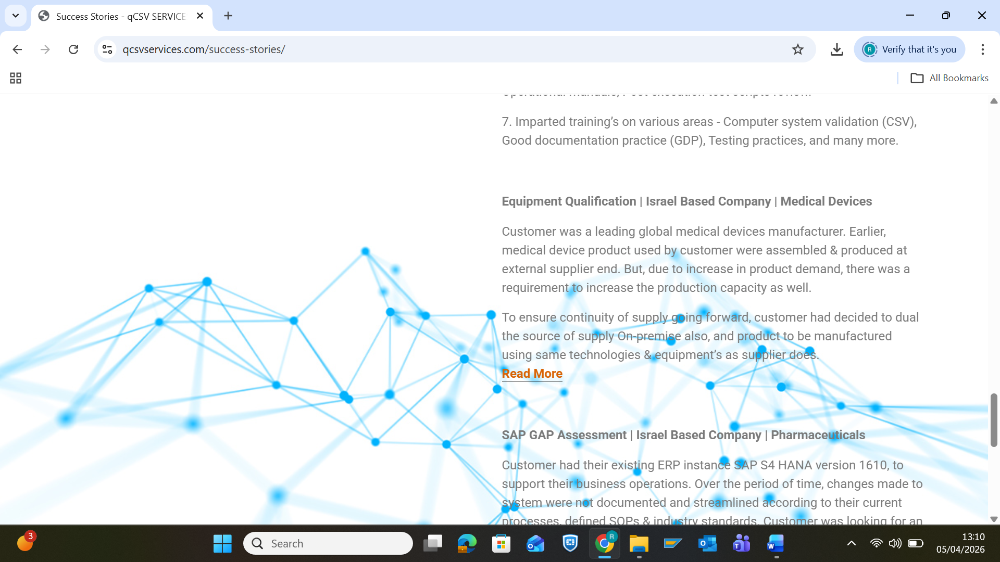 Success Stories - qCSV SERVICE
qcsvservices.com/success-stories/
R
Verify that it's you
All Bookmarks
Operational manuals, Post execution test scripts review.
7. Imparted training’s on various areas - Computer system validation (CSV),
Good documentation practice (GDP), Testing practices, and many more.
Equipment Qualification | Israel Based Company | Medical Devices
Customer was a leading global medical devices manufacturer. Earlier,
medical device product used by customer were assembled & produced at
external supplier end. But, due to increase in product demand, there was a
requirement to increase the production capacity as well.
To ensure continuity of supply going forward, customer had decided to dual
the source of supply On-premise also, and product to be manufactured
using same technologies & equipment’s as supplier does.
Read More
SAP GAP Assessment | Israel Based Company | Pharmaceuticals
Customer had their existing ERP instance SAP S4 HANA version 1610, to
support their business operations. Over the period of time, changes made to
system were not documented and streamlined according to their current
processes, defined SOPs & industry standards. Customer was looking for an
3
Search
R
13:10
05/04/2026